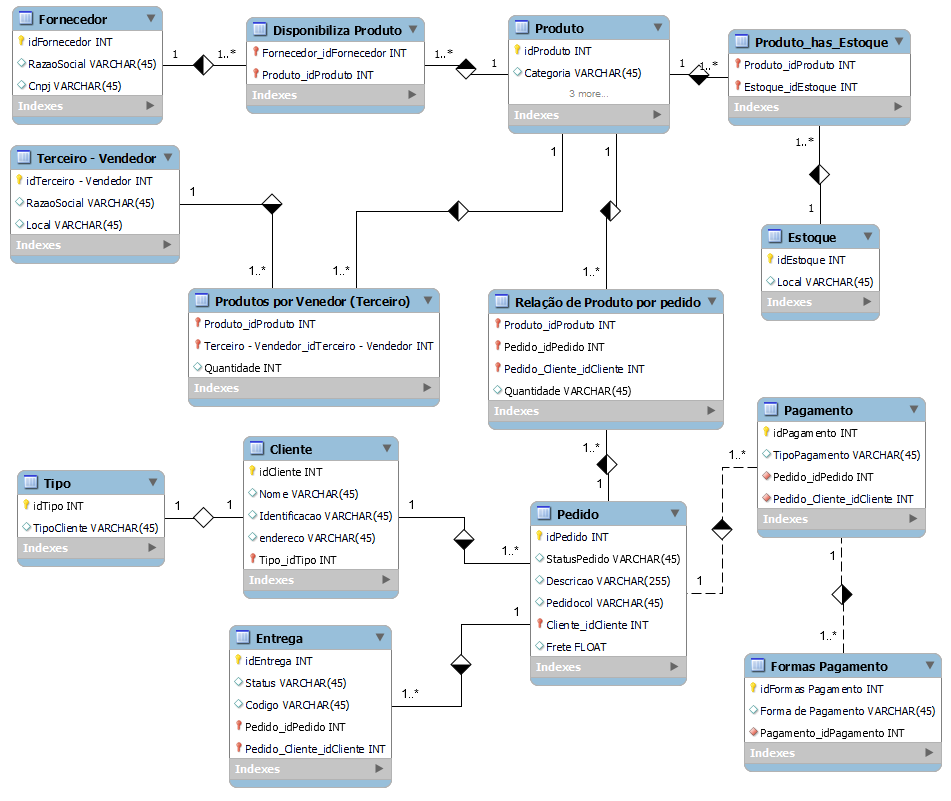 Fornecedor
idFornecedor INT
RazaoSocial VARCHAR(45)
Cnpj VARCHAR(45)
Indexes
1
1..*
Disponibiliza Produto
Fornecedor_idFornecedor INT
Produto_idProduto INT
Indexes
1..*
1
Produto
idProduto INT
Categoria VARCHAR(45)
3 more...
Indexes
1
1..*
Produto_has_Estoque
Produto_idProduto INT
Estoque_idEstoque INT
Indexes
1..*
1
Estoque
idEstoque INT
Local VARCHAR(45)
Indexes
Terceiro - Vendedor
idTerceiro - Vendedor INT
RazaoSocial VARCHAR(45)
Local VARCHAR(45)
Indexes
1
1..*
1
1..*
1
1..*
Produtos por Venedor (Terceiro)
Produto_idProduto INT
Terceiro - Vendedor_idTerceiro - Vendedor INT
Quantidade INT
Indexes
Relação de Produto por pedido
Produto_idProduto INT
Pedido_idPedido INT
Pedido_Cliente_idCliente INT
Quantidade VARCHAR(45)
Indexes
1..*
1
Tipo
idTipo INT
TipoCliente VARCHAR(45)
Indexes
1
1
Cliente
idCliente INT
Nome VARCHAR(45)
Identificacao VARCHAR(45)
endereco VARCHAR(45)
Tipo_idTipo INT
Indexes
1
1..*
Pedido
idPedido INT
StatusPedido VARCHAR(45)
Descricao VARCHAR(255)
Pedidocol VARCHAR(45)
Cliente_idCliente INT
Frete FLOAT
Indexes
1
1..*
Pagamento
idPagamento INT
TipoPagamento VARCHAR(45)
Pedido_idPedido INT
Pedido_Cliente_idCliente INT
Indexes
1
1..*
Entrega
idEntrega INT
Status VARCHAR(45)
Codigo VARCHAR(45)
Pedido_idPedido INT
Pedido_Cliente_idCliente INT
Indexes
1
1..*
Formas Pagamento
idFormas Pagamento INT
Forma de Pagamento VARCHAR(45)
Pagamento_idPagamento INT
Indexes